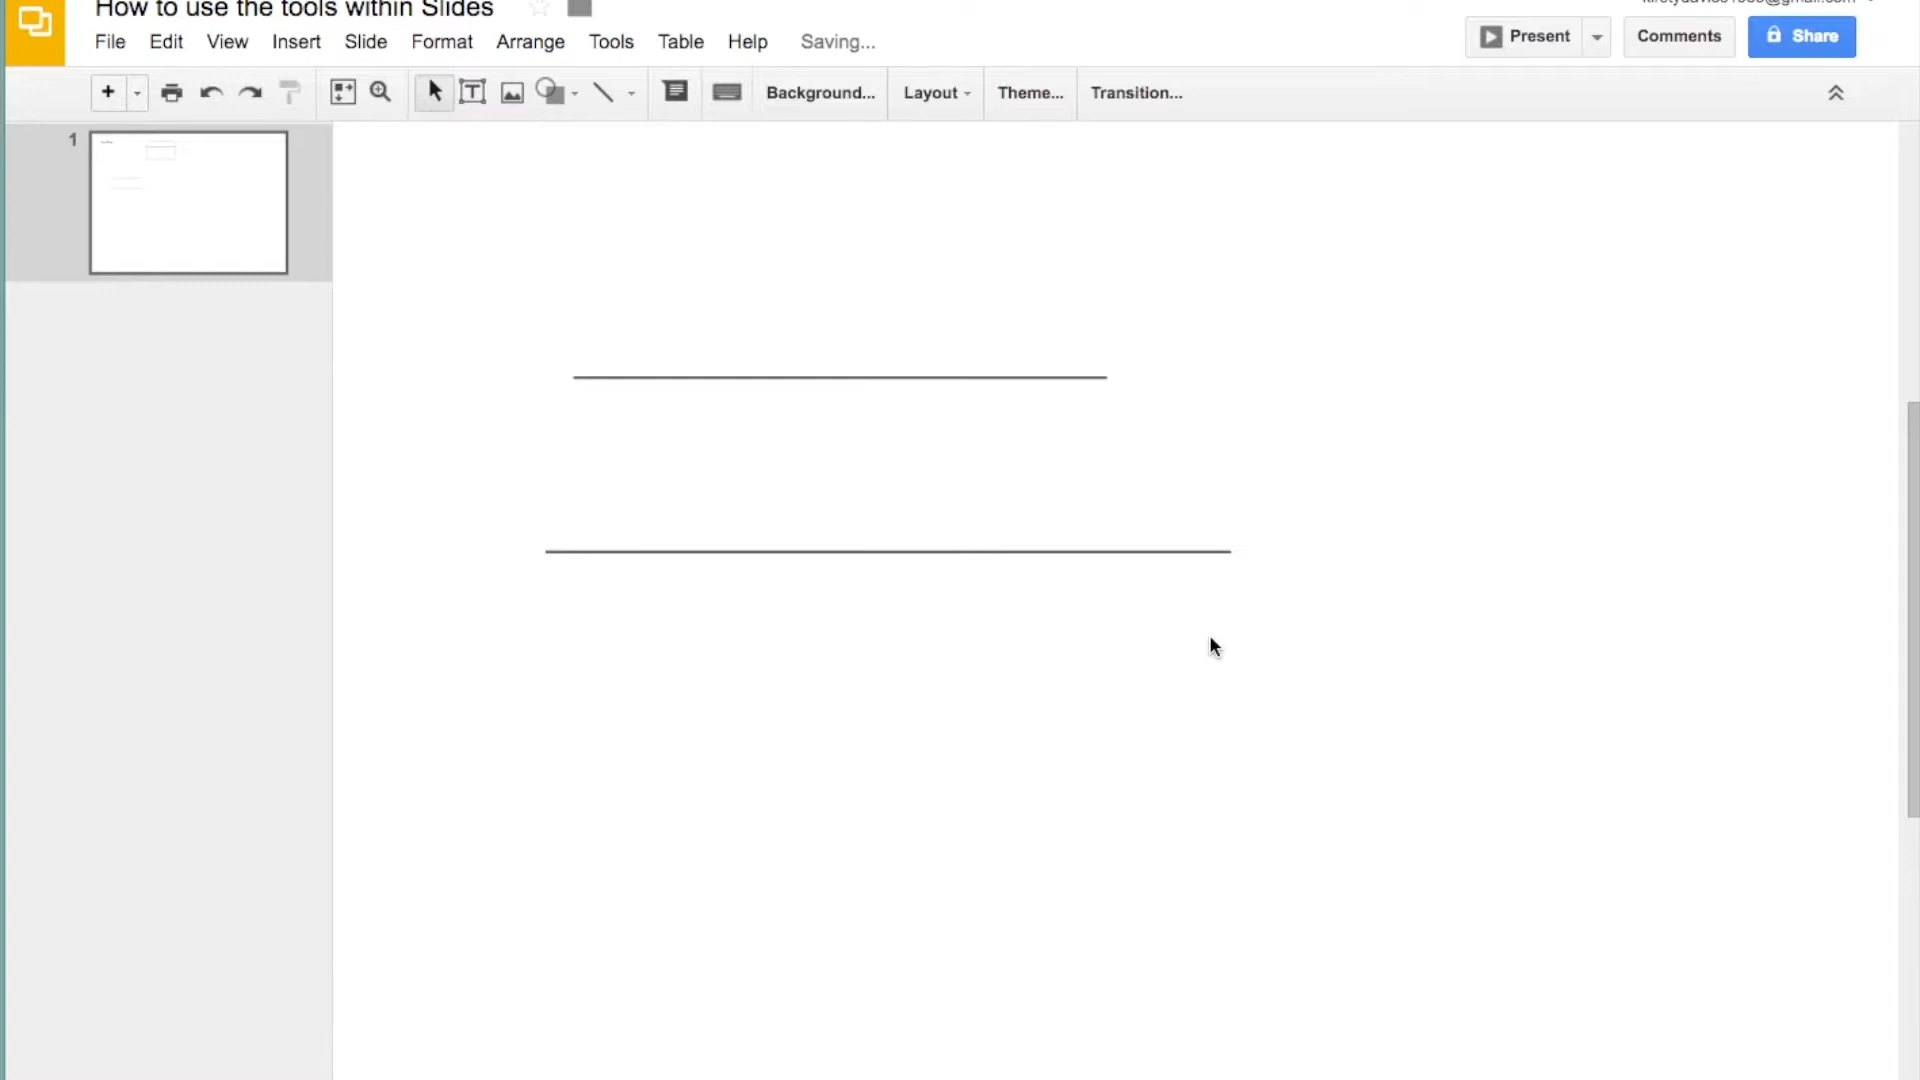 How to use the tools within Slides
File Edit View Insert Slide Format Arrange Tools Table Help Saving...
Present Comments Share
Background... Layout Theme... Transition...
1